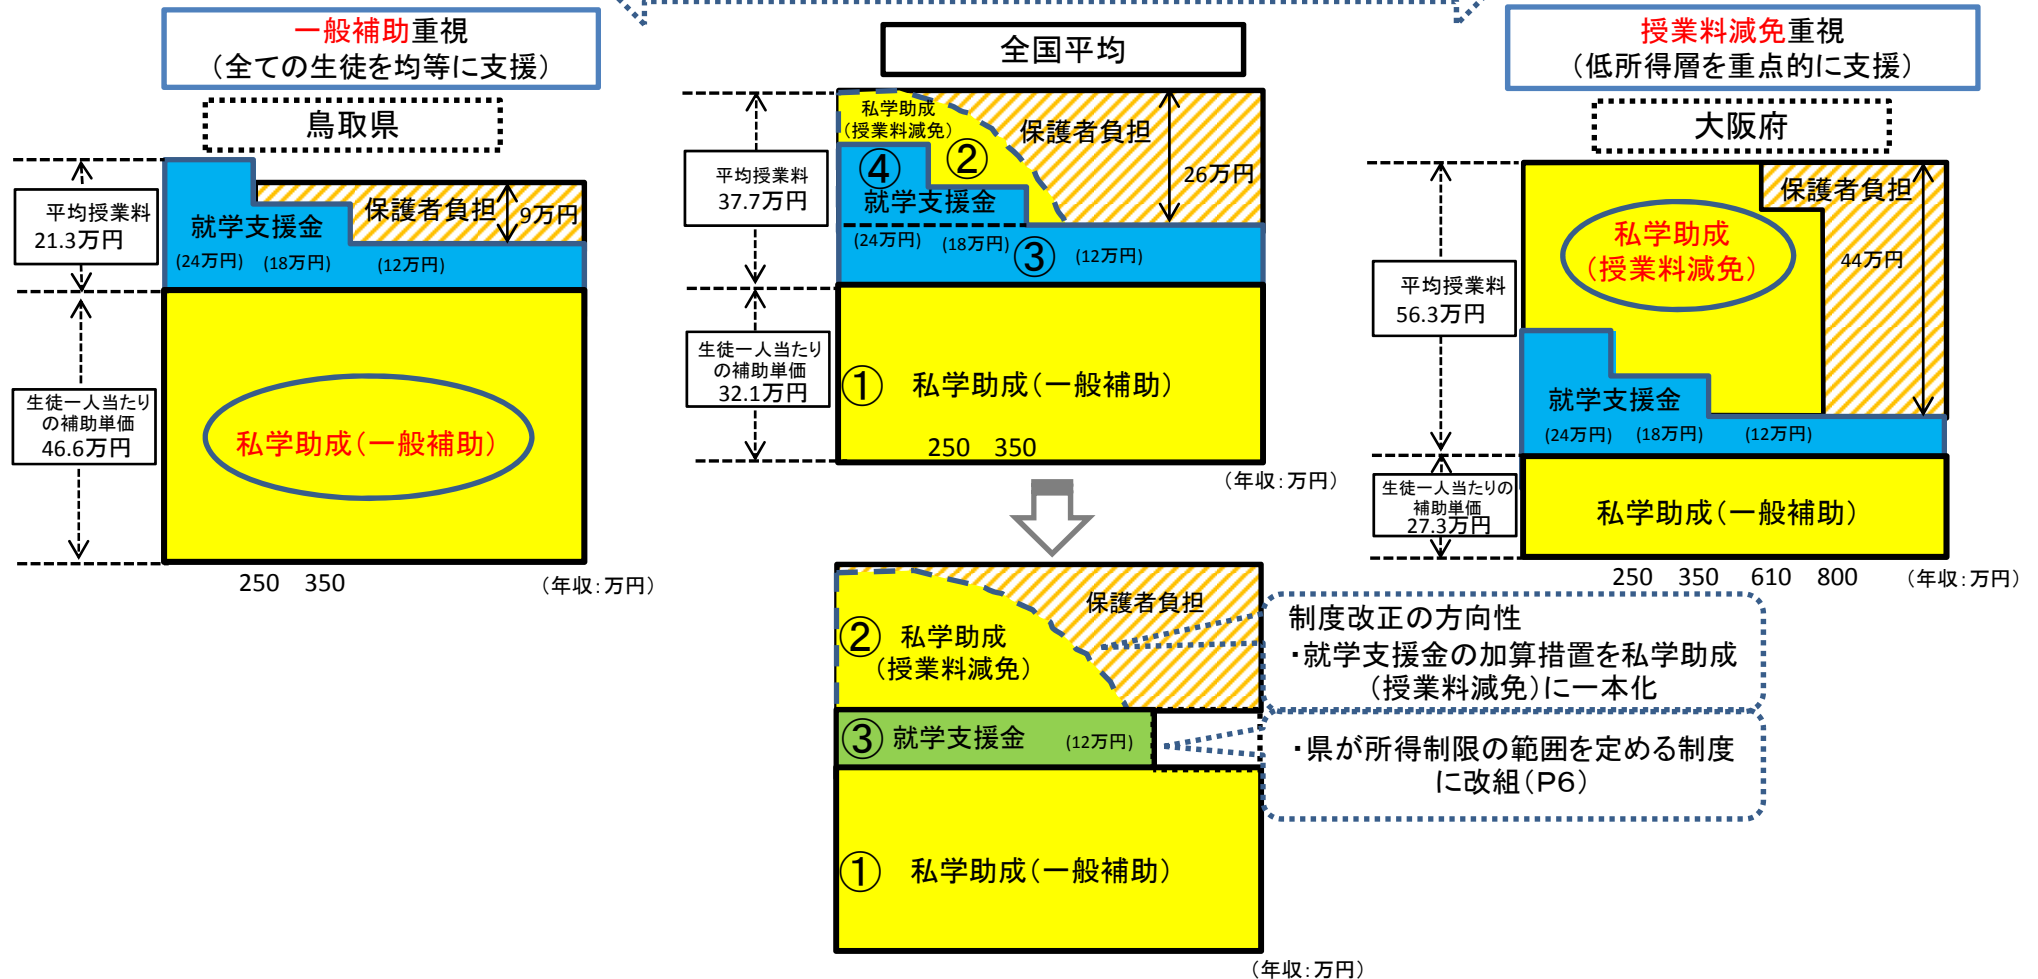 一般補助重視
（全ての生徒を均等に支援）
鳥取県
平均授業料
21.3万円
生徒一人当たり
の補助単価
46.6万円
保護者負担
9万円
就学支援金
(24万円)
(18万円)
(12万円)
私学助成（一般補助）
250
350
（年収：万円）
全国平均
平均授業料
37.7万円
生徒一人当たり
の補助単価
32.1万円
私学助成
（授業料減免）
②
保護者負担
26万円
④
就学支援金
(24万円)
(18万円)
③
(12万円)
①
私学助成（一般補助）
250
350
（年収：万円）
授業料減免重視
（低所得層を重点的に支援）
大阪府
平均授業料
56.3万円
生徒一人当たりの
補助単価
27.3万円
保護者負担
44万円
私学助成
（授業料減免）
就学支援金
(24万円)
(18万円)
(12万円)
私学助成（一般補助）
250
350
610
800
（年収：万円）
保護者負担
②
私学助成
（授業料減免）
③
就学支援金
(12万円)
①
私学助成（一般補助）
（年収：万円）
制度改正の方向性
・就学支援金の加算措置を私学助成
（授業料減免）に一本化
・県が所得制限の範囲を定める制度
に改組（P6）